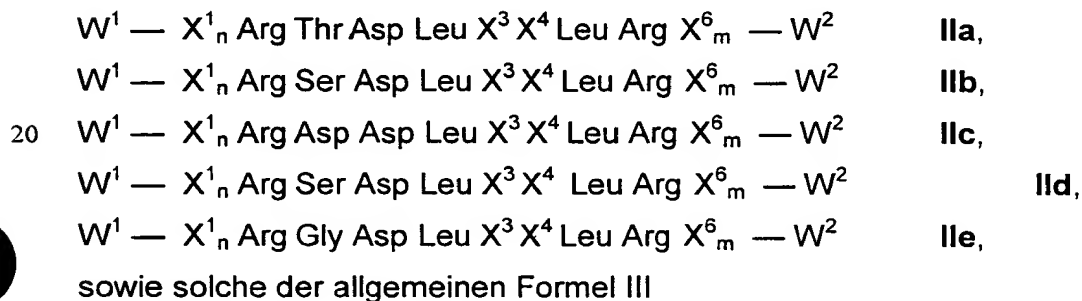 W¹ — X¹ₙ Arg Thr Asp Leu X³ X⁴ Leu Arg X⁶ₘ — W² IIa,
W¹ — X¹ₙ Arg Ser Asp Leu X³ X⁴ Leu Arg X⁶ₘ — W² IIb,
20 W¹ — X¹ₙ Arg Asp Asp Leu X³ X⁴ Leu Arg X⁶ₘ — W² IIc,
W¹ — X¹ₙ Arg Ser Asp Leu X³ X⁴ Leu Arg X⁶ₘ — W² IId,
W¹ — X¹ₙ Arg Gly Asp Leu X³ X⁴ Leu Arg X⁶ₘ — W² IIe,
sowie solche der allgemeinen Formel III